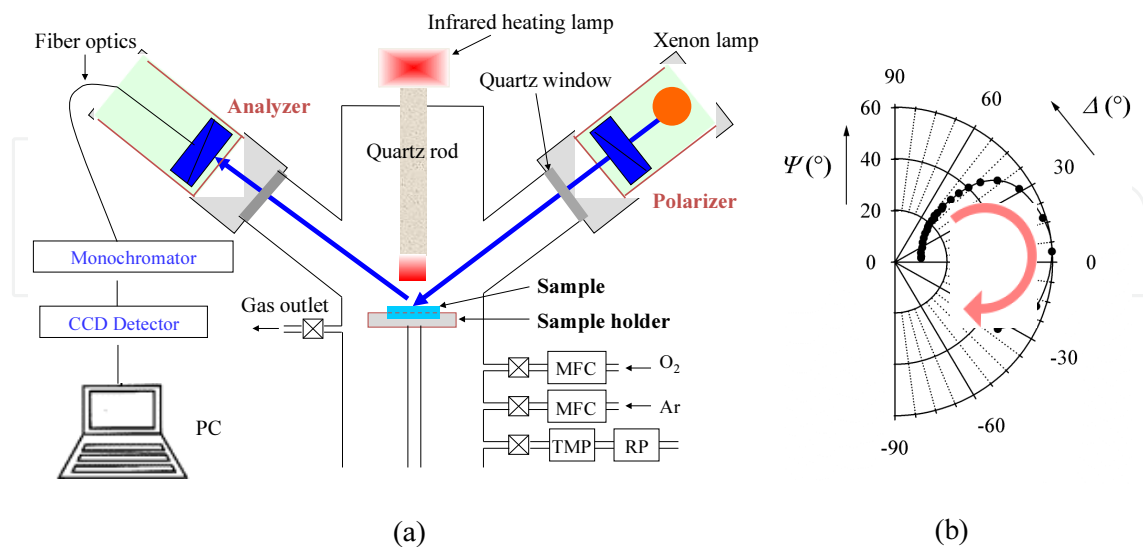 Infrared heating lamp
Fiber optics
Xenon lamp
Quartz window
Analyzer
Quartz rod
Polarizer
Monochromator
CCD Detector
PC
Gas outlet
Sample
Sample holder
MFC
O₂
MFC
Ar
TMP
RP
(a)
90
60
60
Δ (°)
Ψ (°)
40
30
20
0
0
-30
-60
-90
(b)